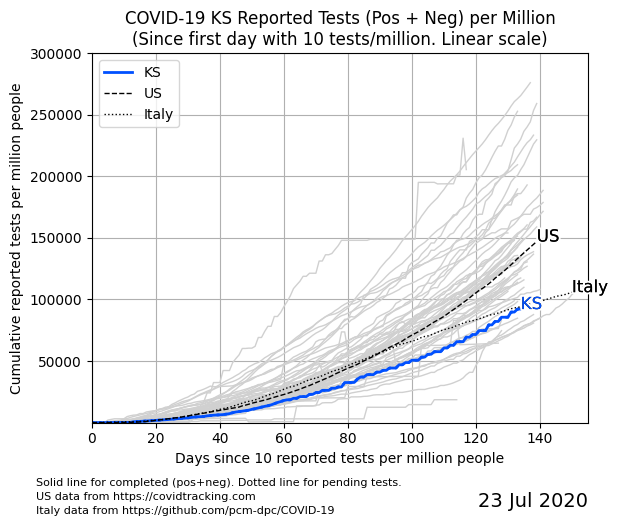 COVID-19 KS Reported Tests (Pos + Neg) per Million
(Since first day with 10 tests/million. Linear scale)
Cumulative reported tests per million people
300000
250000
200000
150000
100000
50000
KS
US
Italy
US
Italy
KS
0
20
40
60
80
100
120
140
Days since 10 reported tests per million people
Solid line for completed (pos+neg). Dotted line for pending tests.
US data from https://covidtracking.com
Italy data from https://github.com/pcm-dpc/COVID-19
23 Jul 2020